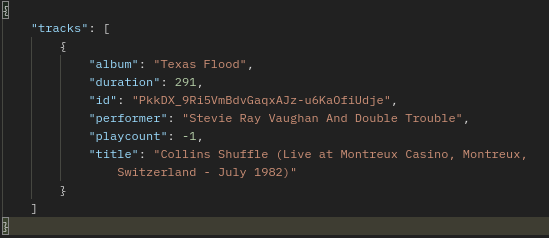 {
"tracks": [
{
"album": "Texas Flood",
"duration": 291,
"id": "PkkDX_9Ri5VmBdvGaqxAJz-u6KaOfiUdje",
"performer": "Stevie Ray Vaughan And Double Trouble",
"playcount": -1,
"title": "Collins Shuffle (Live at Montreux Casino, Montreux,
Switzerland - July 1982)"
}
]
}